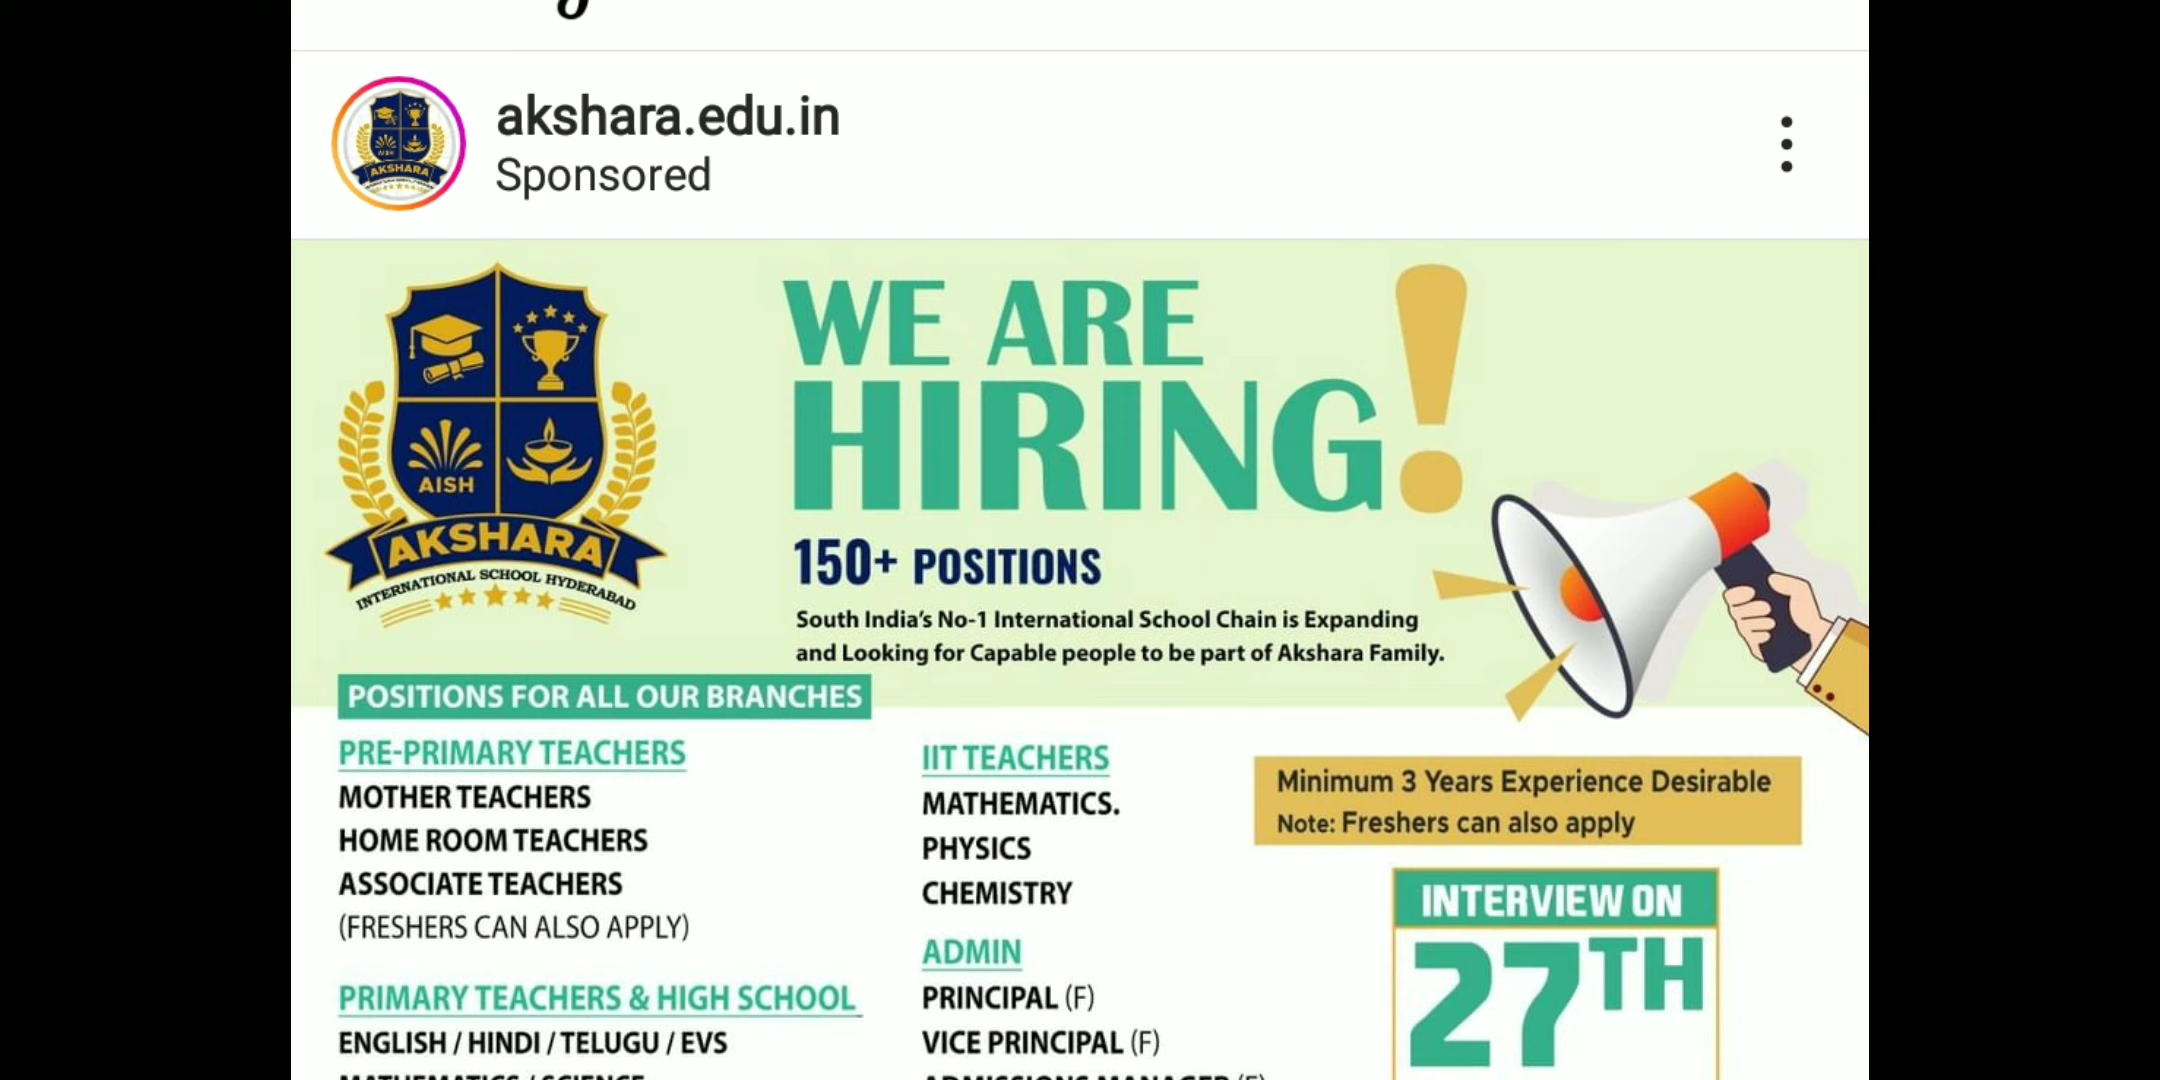 akshara.edu.in
Sponsored
AISH
AKSHARA
INTERNATIONAL SCHOOL HYDERABAD
WE ARE
HIRING!
150+ POSITIONS
South India's No-1 International School Chain is Expanding
and Looking for Capable people to be part of Akshara Family.
POSITIONS FOR ALL OUR BRANCHES
PRE-PRIMARY TEACHERS
MOTHER TEACHERS
HOME ROOM TEACHERS
ASSOCIATE TEACHERS
(FRESHERS CAN ALSO APPLY)
PRIMARY TEACHERS & HIGH SCHOOL
ENGLISH / HINDI / TELUGU / EVS
MATHEMATICS / SCIENCE
IIT TEACHERS
MATHEMATICS.
PHYSICS
CHEMISTRY
ADMIN
PRINCIPAL (F)
VICE PRINCIPAL (F)
ADMISSIONS MANAGER (F)
Minimum 3 Years Experience Desirable
Note: Freshers can also apply
INTERVIEW ON
27TH